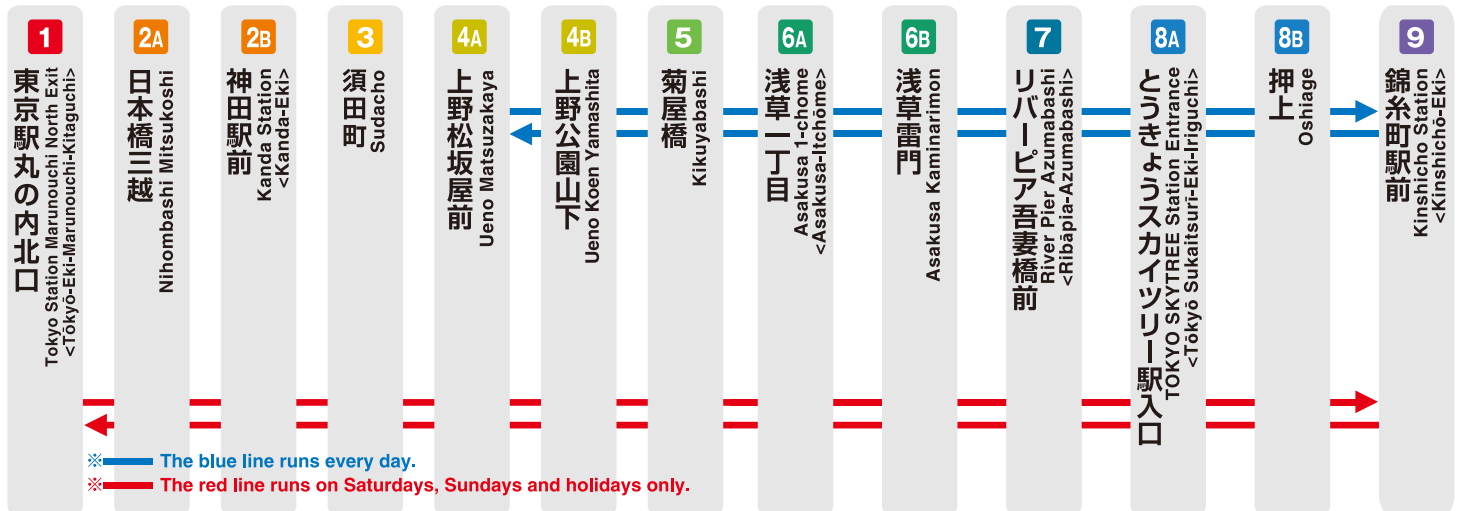 1
東京駅丸の内北口
Tokyo Station Marunouchi North Exit
<Tōkyō-Eki-Marunouchi-Kitaguchi>
2A
日本橋三越
Nihombashi Mitsukoshi
2B
神田駅前
Kanda Station
<Kanda-Eki>
3
須田町
Sudacho
4A
上野松坂屋前
Ueno Matsuzakaya
4B
上野公園山下
Ueno Koen Yamashita
5
菊屋橋
Kikuyabashi
6A
浅草一丁目
Asakusa 1-chome
<Asakusa-Itchōme>
6B
浅草雷門
Asakusa Kaminarimon
7
リバーピア吾妻橋前
River Pier Azumabashi
<Ribāpia-Azumabashi>
8A
とうきょうスカイツリー駅入口
TOKYO SKYTREE Station Entrance
<Tōkyō Sukaitsurī-Eki-Iriguchi>
8B
押上
Oshiage
9
錦糸町駅前
Kinshicho Station
<Kinshichō-Eki>
※ The blue line runs every day.
※ The red line runs on Saturdays, Sundays and holidays only.